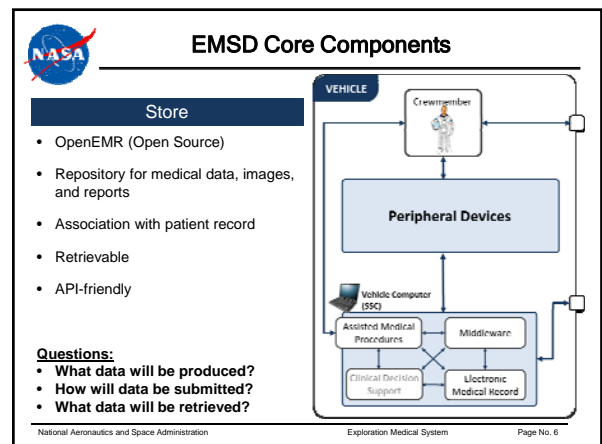 NASA
EMSD Core Components
Store
• OpenEMR (Open Source)
• Repository for medical data, images,
and reports
• Association with patient record
• Retrievable
• API-friendly
Questions:
• What data will be produced?
• How will data be submitted?
• What data will be retrieved?
VEHICLE
Crewmember
Peripheral Devices
Vehicle Computer
(SSC)
Assisted Medical
Procedures
Middleware
Clinical Decision
Support
Electronic
Medical Record
National Aeronautics and Space Administration
Exploration Medical System
Page No. 6